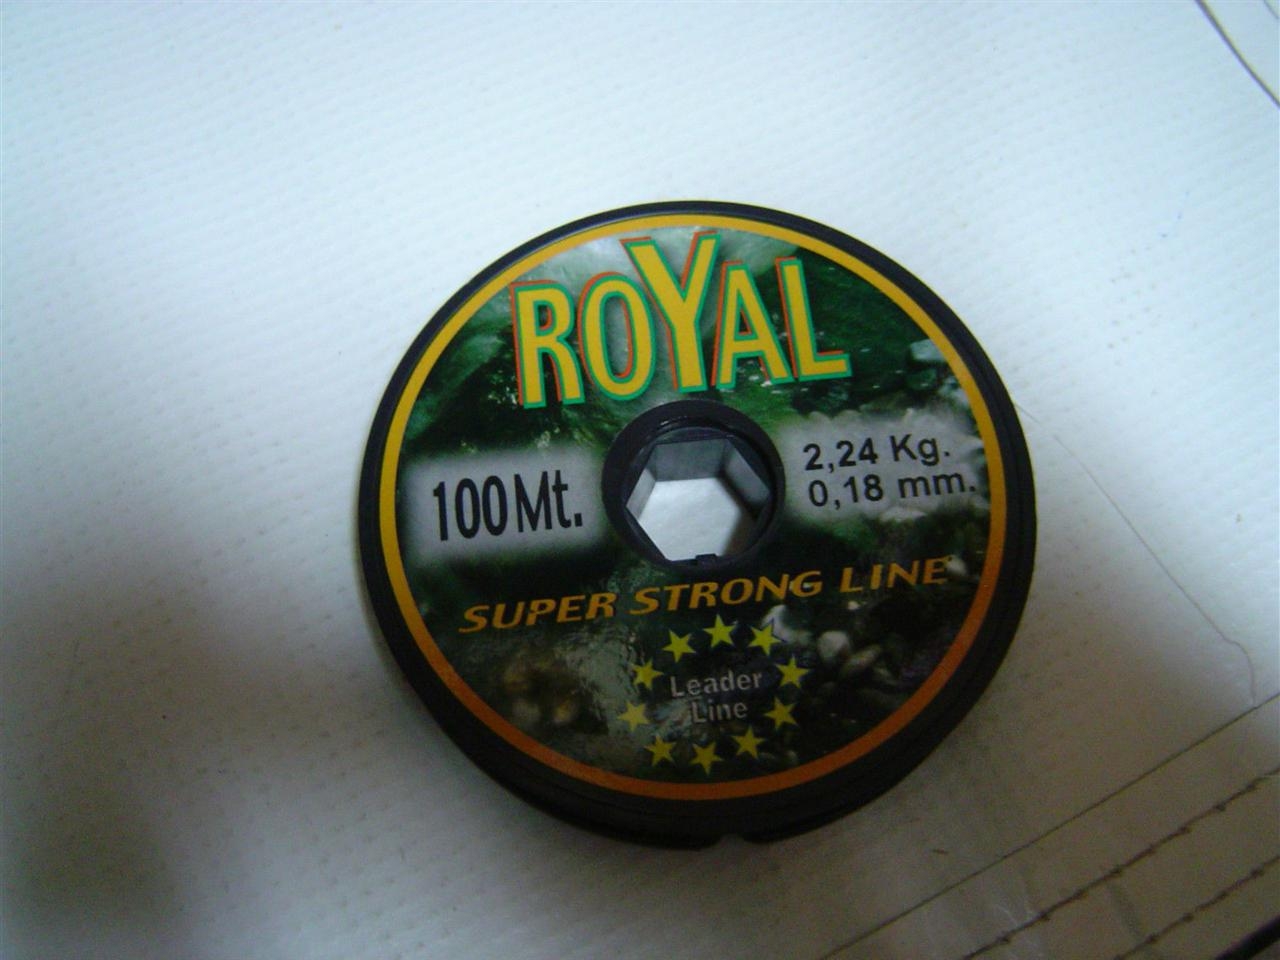 ROYAL
100Mt.
2,24 Kg.
0,18 mm.
SUPER STRONG LINE
Leader
Line